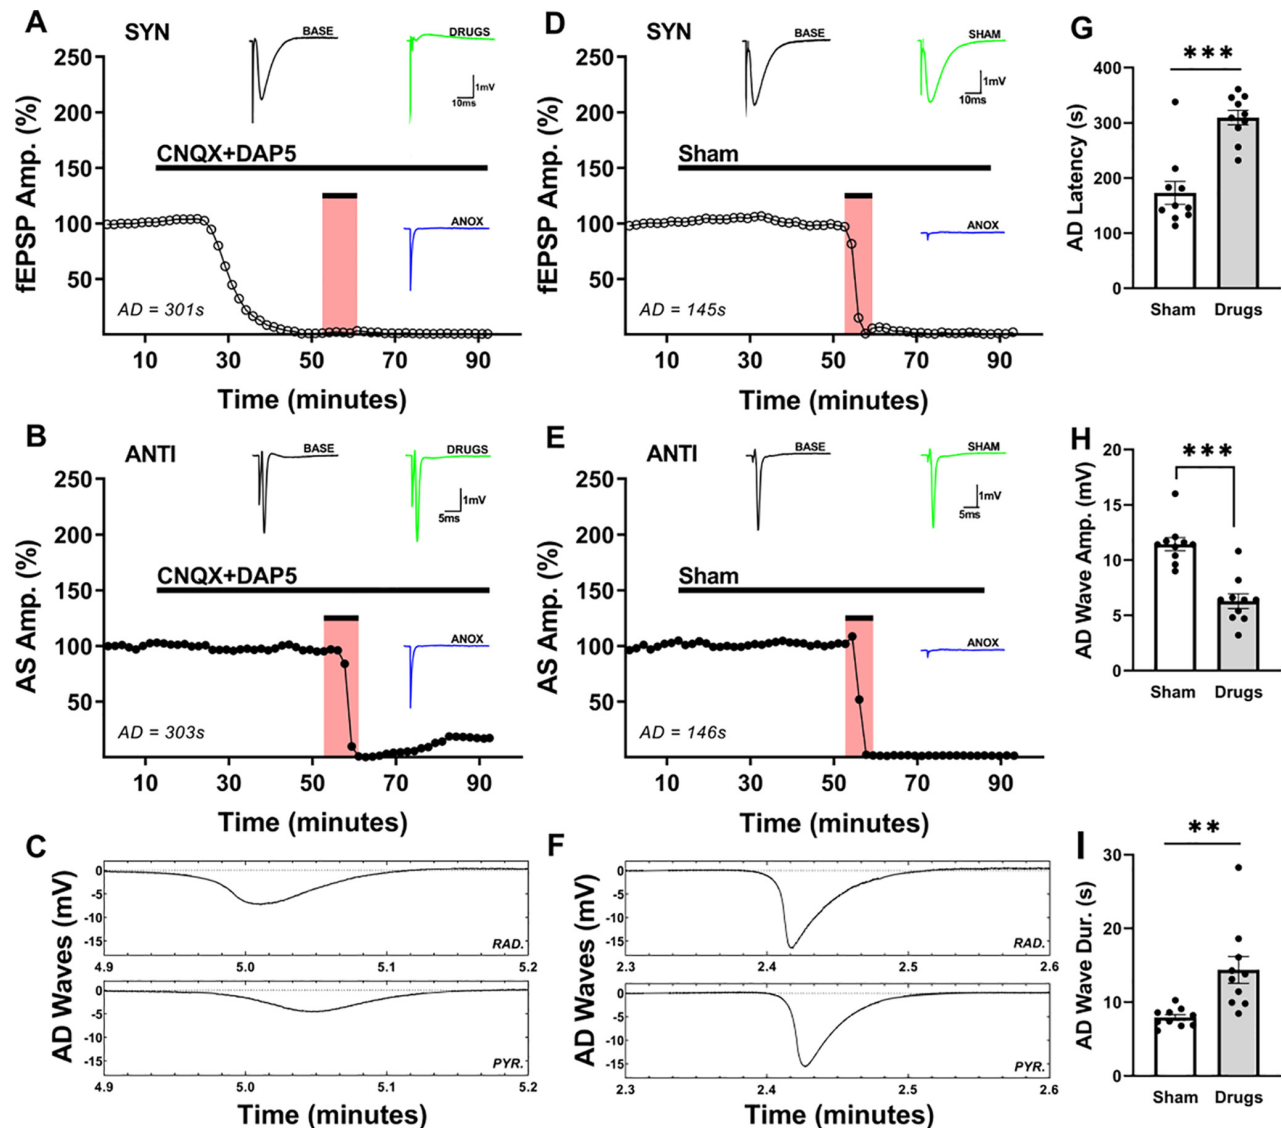 A
SYN
BASE
DRUGS
1mV
10ms
250
200
150
100
50
fEPSP Amp. (%)
CNQX+DAP5
ANOX
AD = 301s
10 30 50 70 90
Time (minutes)
D
SYN
BASE
SHAM
1mV
10ms
250
200
150
100
50
fEPSP Amp. (%)
Sham
ANOX
AD = 145s
10 30 50 70 90
Time (minutes)
G
***
400
300
200
100
0
AD Latency (s)
Sham Drugs
B
ANTI
BASE
DRUGS
1mV
5ms
250
200
150
100
50
AS Amp. (%)
CNQX+DAP5
ANOX
AD = 303s
10 30 50 70 90
Time (minutes)
E
ANTI
BASE
SHAM
1mV
5ms
250
200
150
100
50
AS Amp. (%)
Sham
ANOX
AD = 146s
10 30 50 70 90
Time (minutes)
H
***
20
15
10
5
0
AD Wave Amp. (mV)
Sham Drugs
C
AD Waves (mV)
0
-5
-10
-15
RAD.
4.9 5.0 5.1 5.2
0
-5
-10
-15
PYR.
4.9 5.0 5.1 5.2
Time (minutes)
F
AD Waves (mV)
0
-5
-10
-15
RAD.
2.3 2.4 2.5 2.6
0
-5
-10
-15
PYR.
2.3 2.4 2.5 2.6
Time (minutes)
I
**
30
20
10
0
AD Wave Dur. (s)
Sham Drugs